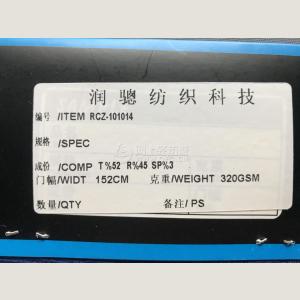 润骢纺织科技
编号 /ITEM RCZ-101014
规格 /SPEC
成份 /COMP T%52 R%45 SP%3
门幅/WIDT 152CM 克重/WEIGHT 320GSM
数量/QTY 备注/PS